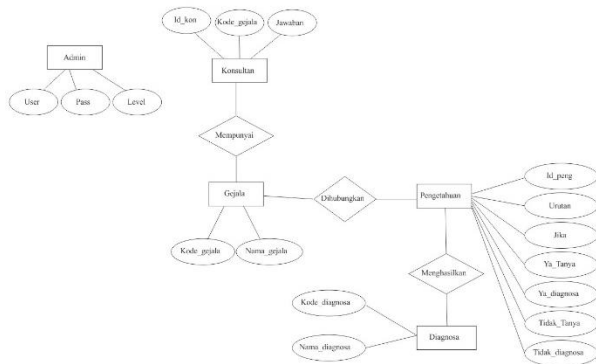 Id_kon
Kode_gejala
Jawaban
Konsultan
Admin
User
Pass
Level
Mempunyai
Gejala
Dihubungkan
Pengetahuan
Kode_gejala
Nama_gejala
Id_peng
Urutan
Jika
Ya_Tanya
Ya_diagnosa
Tidak_Tanya
Tidak_diagnosa
Menghasilkan
Kode_diagnosa
Nama_diagnosa
Diagnosa